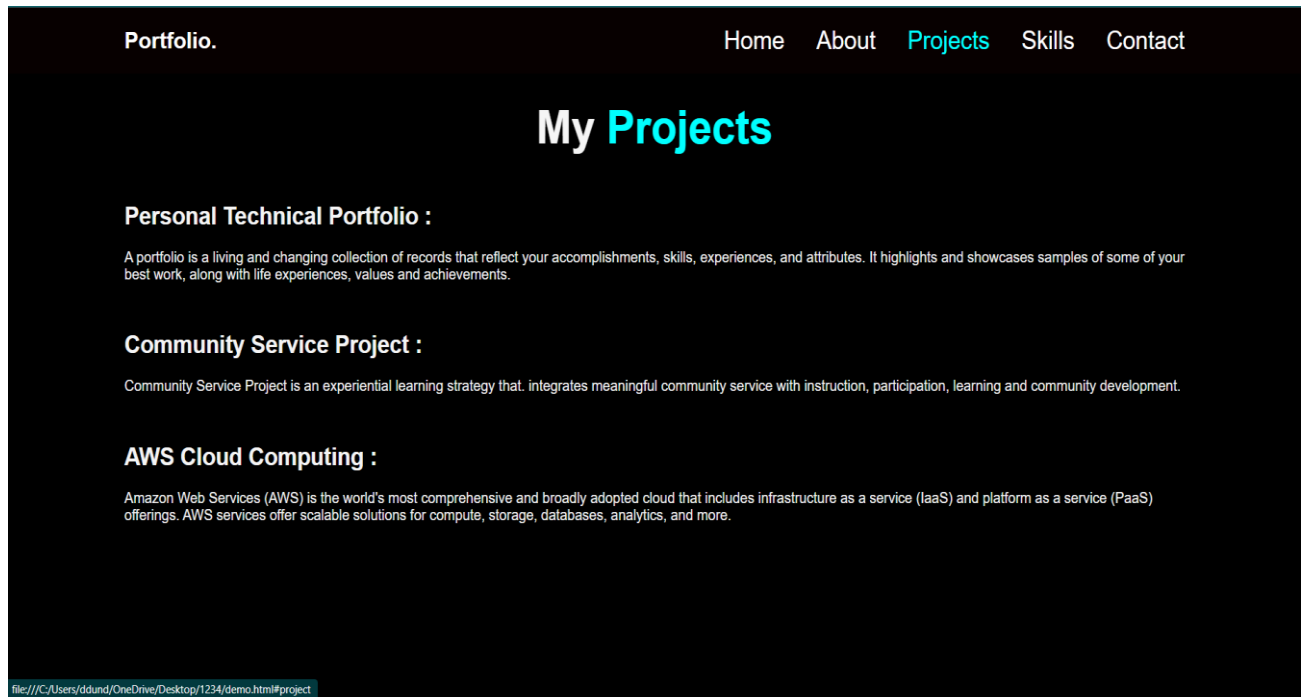 Portfolio.
Home About Projects Skills Contact
My Projects
Personal Technical Portfolio :
A portfolio is a living and changing collection of records that reflect your accomplishments, skills, experiences, and attributes. It highlights and showcases samples of some of your
best work, along with life experiences, values and achievements.
Community Service Project :
Community Service Project is an experiential learning strategy that. integrates meaningful community service with instruction, participation, learning and community development.
AWS Cloud Computing :
Amazon Web Services (AWS) is the world's most comprehensive and broadly adopted cloud that includes infrastructure as a service (IaaS) and platform as a service (PaaS)
offerings. AWS services offer scalable solutions for compute, storage, databases, analytics, and more.
file:///C:/Users/ddund/OneDrive/Desktop/1234/demo.html#project